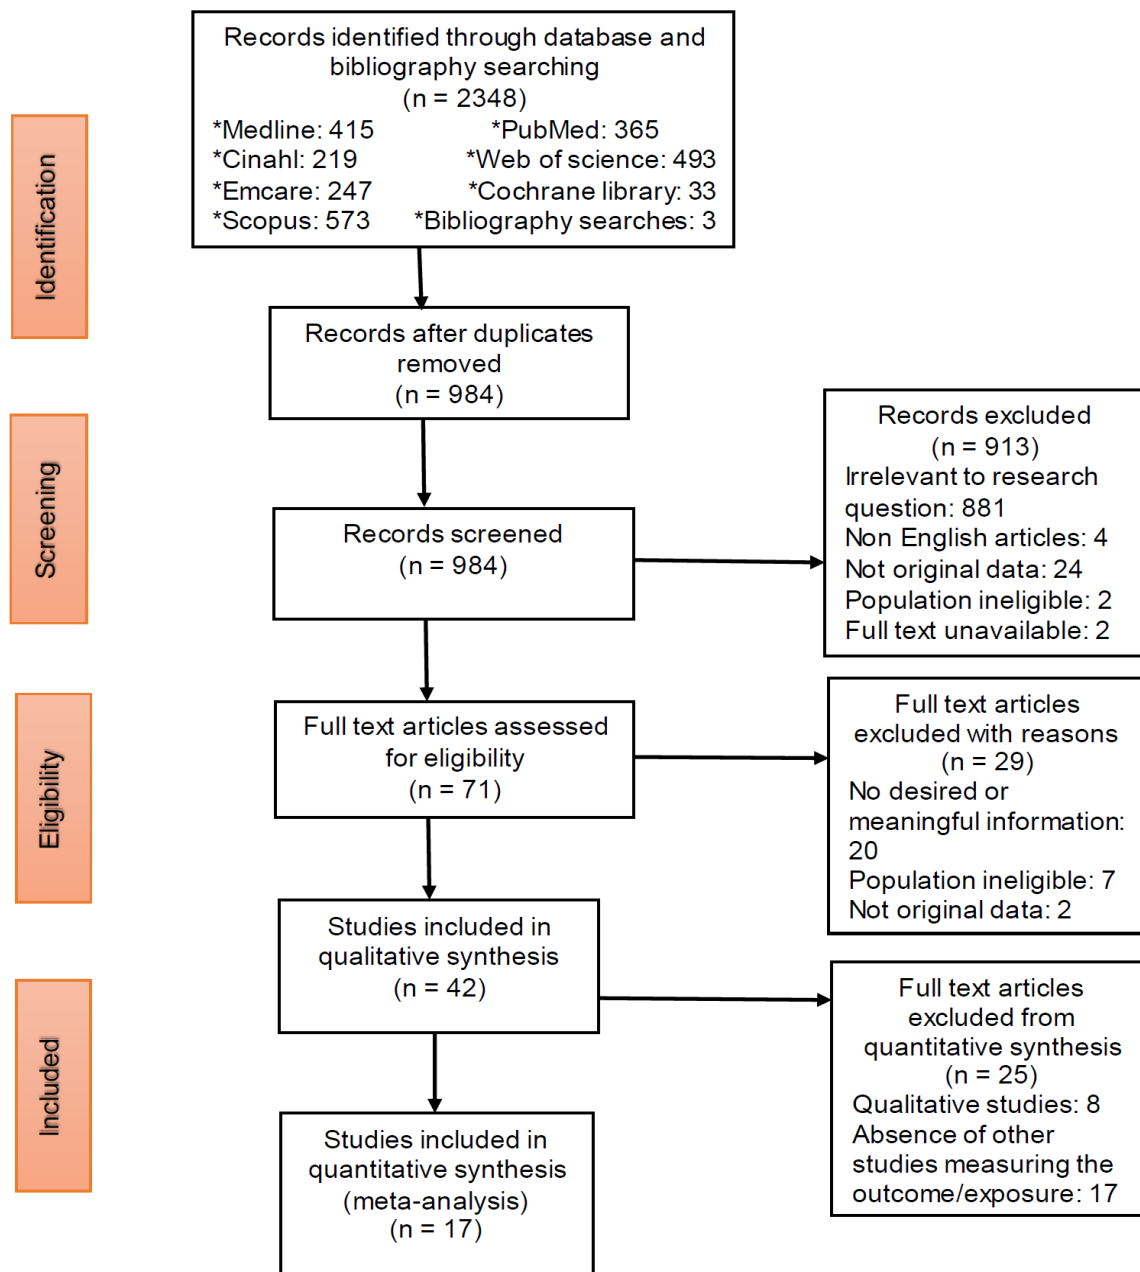 Records identified through database and
bibliography searching
(n = 2348)
*Medline: 415 *PubMed: 365
*Cinahl: 219 *Web of science: 493
*Emcare: 247 *Cochrane library: 33
*Scopus: 573 *Bibliography searches: 3
Identification
Records after duplicates
removed
(n = 984)
Screening
Records screened
(n = 984)
Records excluded
(n = 913)
Irrelevant to research
question: 881
Non English articles: 4
Not original data: 24
Population ineligible: 2
Full text unavailable: 2
Eligibility
Full text articles assessed
for eligibility
(n = 71)
Full text articles
excluded with reasons
(n = 29)
No desired or
meaningful information:
20
Population ineligible: 7
Not original data: 2
Studies included in
qualitative synthesis
(n = 42)
Included
Full text articles
excluded from
quantitative synthesis
(n = 25)
Qualitative studies: 8
Absence of other
studies measuring the
outcome/exposure: 17
Studies included in
quantitative synthesis
(meta-analysis)
(n = 17)